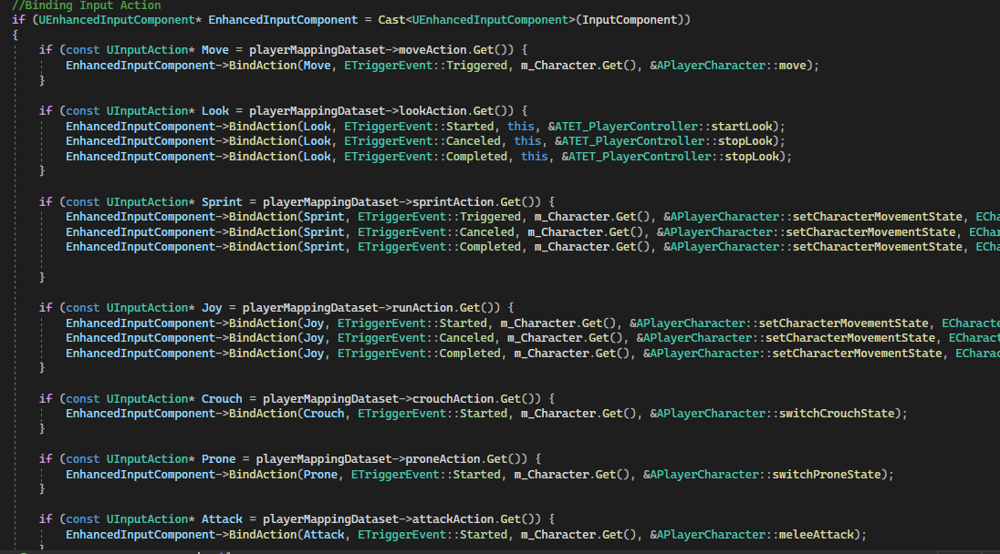 //Binding Input Action
if (UEnhancedInputComponent* EnhancedInputComponent = Cast<UEnhancedInputComponent>(InputComponent))
{
if (const UInputAction* Move = playerMappingDataset->moveAction.Get()) {
EnhancedInputComponent->BindAction(Move, ETriggerEvent::Triggered, m_Character.Get(), &APlayerCharacter::move);
}
if (const UInputAction* Look = playerMappingDataset->lookAction.Get()) {
EnhancedInputComponent->BindAction(Look, ETriggerEvent::Started, this, &ATET_PlayerController::startLook);
EnhancedInputComponent->BindAction(Look, ETriggerEvent::Canceled, this, &ATET_PlayerController::stopLook);
EnhancedInputComponent->BindAction(Look, ETriggerEvent::Completed, this, &ATET_PlayerController::stopLook);
}
if (const UInputAction* Sprint = playerMappingDataset->sprintAction.Get()) {
EnhancedInputComponent->BindAction(Sprint, ETriggerEvent::Triggered, m_Character.Get(), &APlayerCharacter::setCharacterMovementState, ECha
EnhancedInputComponent->BindAction(Sprint, ETriggerEvent::Canceled, m_Character.Get(), &APlayerCharacter::setCharacterMovementState, EChar
EnhancedInputComponent->BindAction(Sprint, ETriggerEvent::Completed, m_Character.Get(), &APlayerCharacter::setCharacterMovementState, ECha
}
if (const UInputAction* Joy = playerMappingDataset->runAction.Get()) {
EnhancedInputComponent->BindAction(Joy, ETriggerEvent::Started, m_Character.Get(), &APlayerCharacter::setCharacterMovementState, ECharacte
EnhancedInputComponent->BindAction(Joy, ETriggerEvent::Canceled, m_Character.Get(), &APlayerCharacter::setCharacterMovementState, ECharact
EnhancedInputComponent->BindAction(Joy, ETriggerEvent::Completed, m_Character.Get(), &APlayerCharacter::setCharacterMovementState, ECharac
}
if (const UInputAction* Crouch = playerMappingDataset->crouchAction.Get()) {
EnhancedInputComponent->BindAction(Crouch, ETriggerEvent::Started, m_Character.Get(), &APlayerCharacter::switchCrouchState);
}
if (const UInputAction* Prone = playerMappingDataset->proneAction.Get()) {
EnhancedInputComponent->BindAction(Prone, ETriggerEvent::Started, m_Character.Get(), &APlayerCharacter::switchProneState);
}
if (const UInputAction* Attack = playerMappingDataset->attackAction.Get()) {
EnhancedInputComponent->BindAction(Attack, ETriggerEvent::Started, m_Character.Get(), &APlayerCharacter::meleeAttack);
}